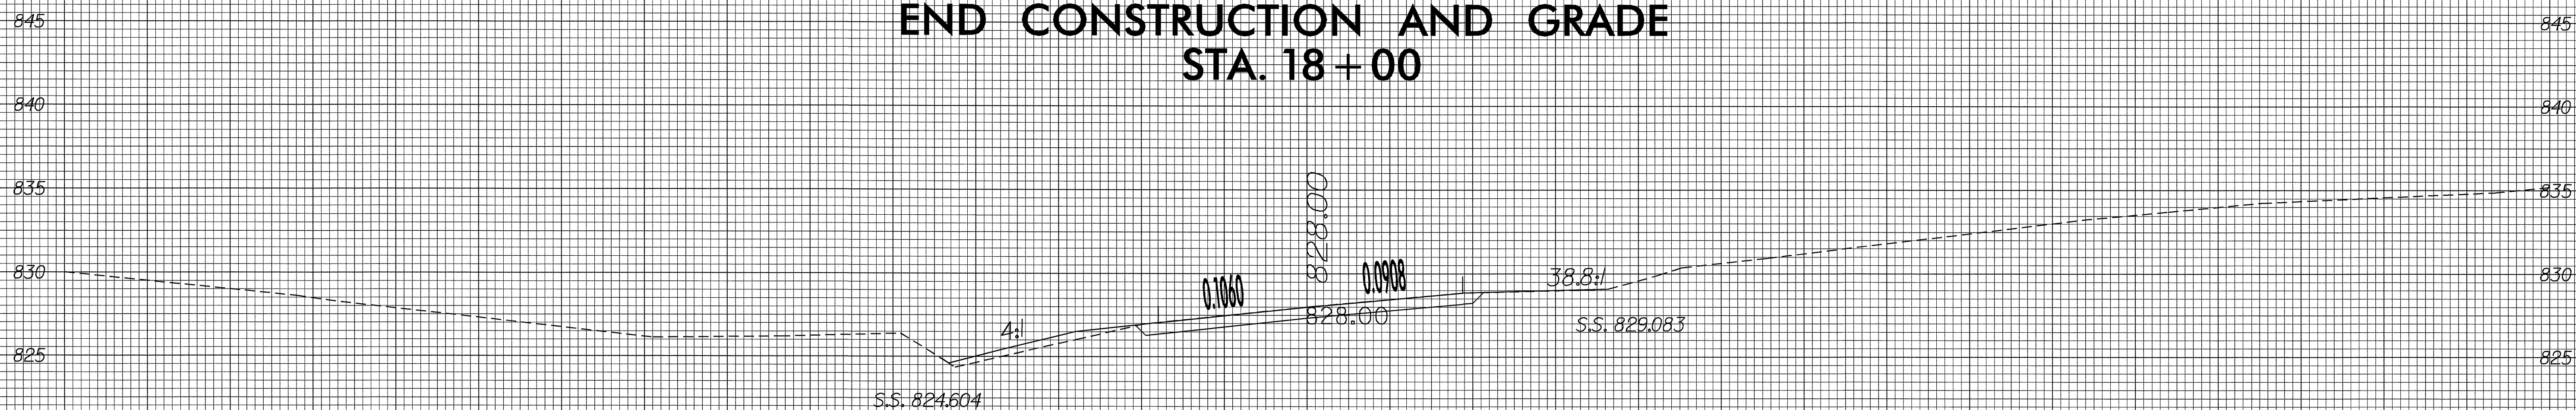 END CONSTRUCTION AND GRADE
STA. 18+00
845 845
840 840
835 835
828.00
830 0.1060 0.0908 38.8:1 830
4:1 828.00 S.S. 829.083
825 825
S.S. 824.604